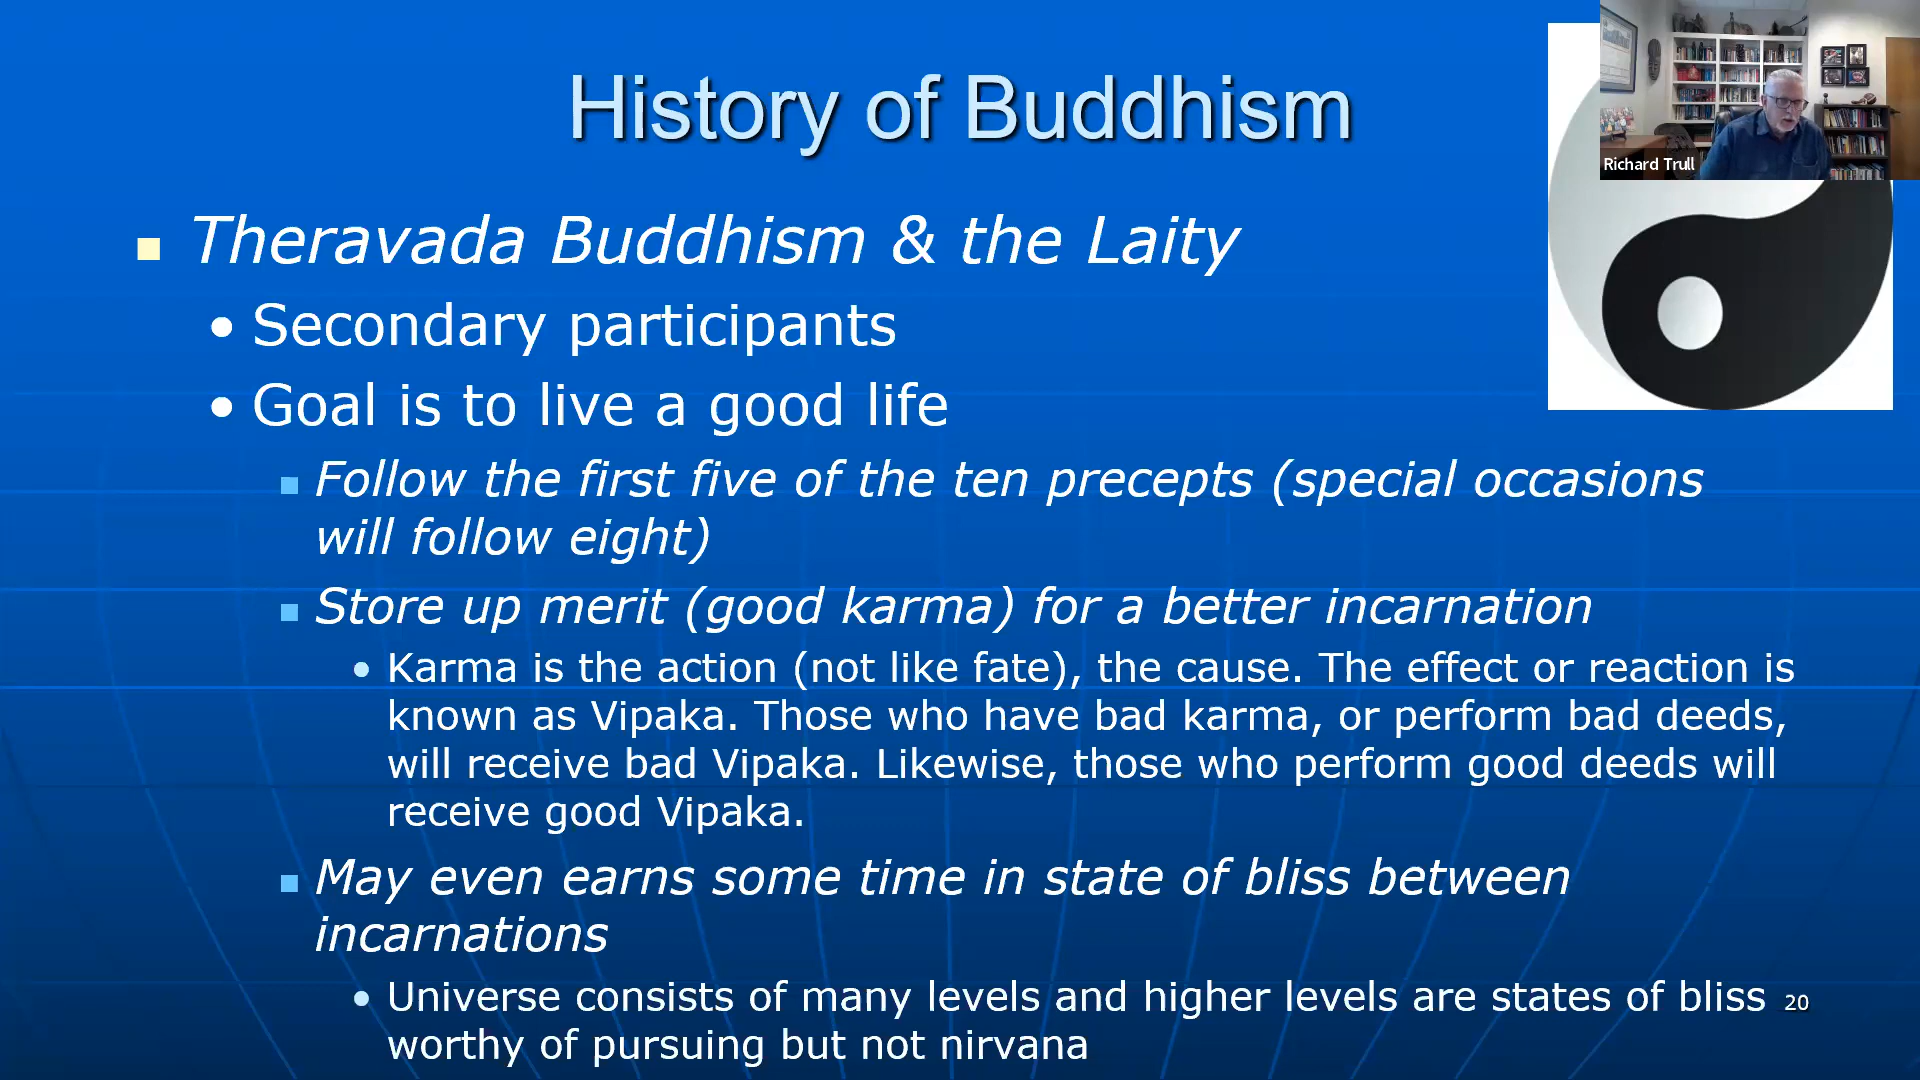 History of Buddhism
Richard Trull
Theravada Buddhism & the Laity
Secondary participants
Goal is to live a good life
Follow the first five of the ten precepts (special occasions
will follow eight)
Store up merit (good karma) for a better incarnation
Karma is the action (not like fate), the cause. The effect or reaction is
known as Vipaka. Those who have bad karma, or perform bad deeds,
will receive bad Vipaka. Likewise, those who perform good deeds will
receive good Vipaka.
May even earns some time in state of bliss between
incarnations
Universe consists of many levels and higher levels are states of bliss
worthy of pursuing but not nirvana
20